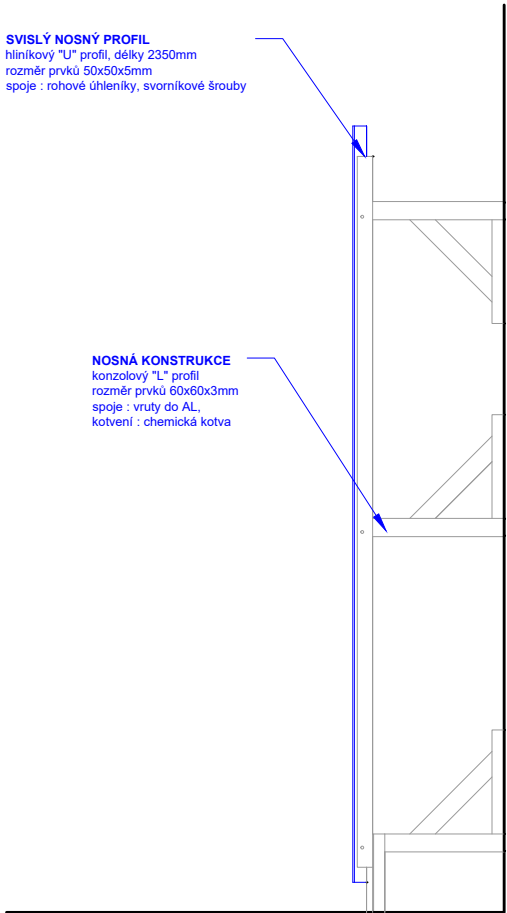 SVISLÝ NOSNÝ PROFIL
hliníkový "U" profil, délky 2350mm
rozměr prvků 50x50x5mm
spoje : rohové úhleníky, svorníkové šrouby
NOSNÁ KONSTRUKCE
konzolový "L" profil
rozměr prvků 60x60x3mm
spoje : vruty do AL,
kotvení : chemická kotva